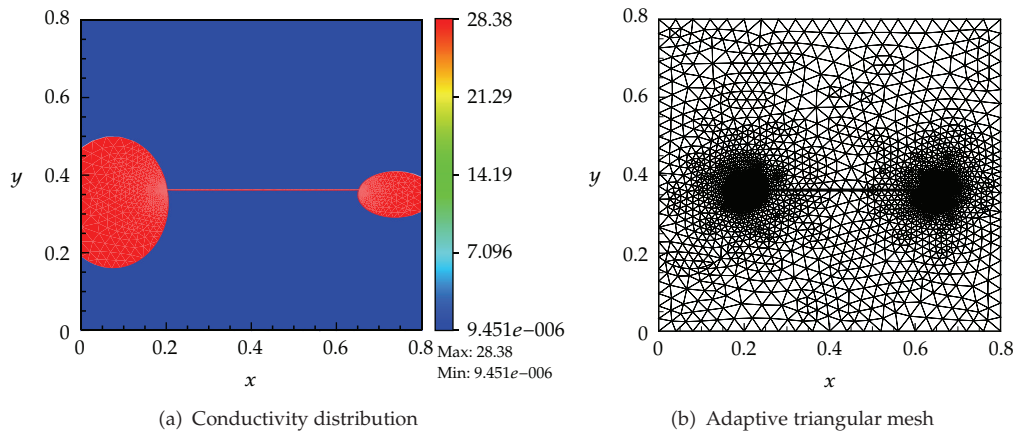 0.8
0.6
0.4
0.2
0
y
0
0.2
0.4
0.6
0.8
x
28.38
21.29
14.19
7.096
9.451e−006
Max: 28.38
Min: 9.451e−006
(a) Conductivity distribution
0.8
0.6
0.4
0.2
0
y
0
0.2
0.4
0.6
0.8
x
(b) Adaptive triangular mesh